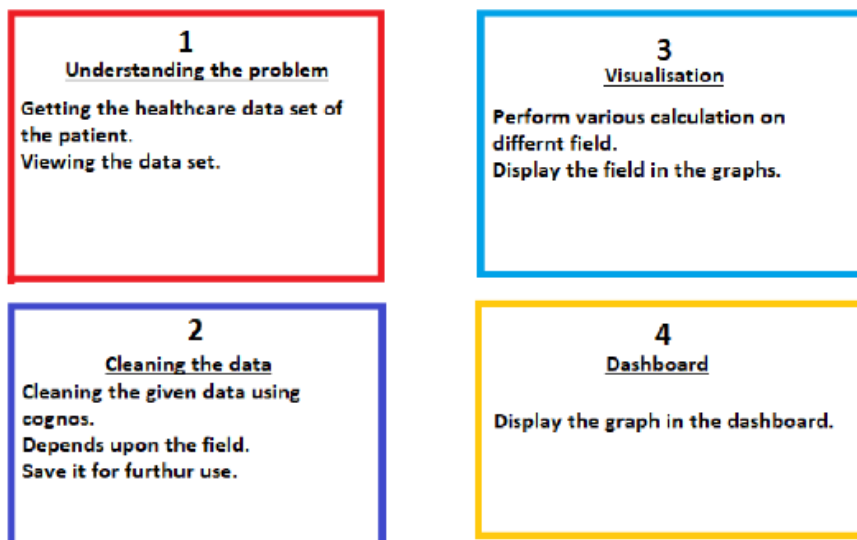 1
Understanding the problem
Getting the healthcare data set of
the patient.
Viewing the data set.
2
Cleaning the data
Cleaning the given data using
cognos.
Depends upon the field.
Save it for furthur use.
3
Visualisation
Perform various calculation on
differnt field.
Display the field in the graphs.
4
Dashboard
Display the graph in the dashboard.